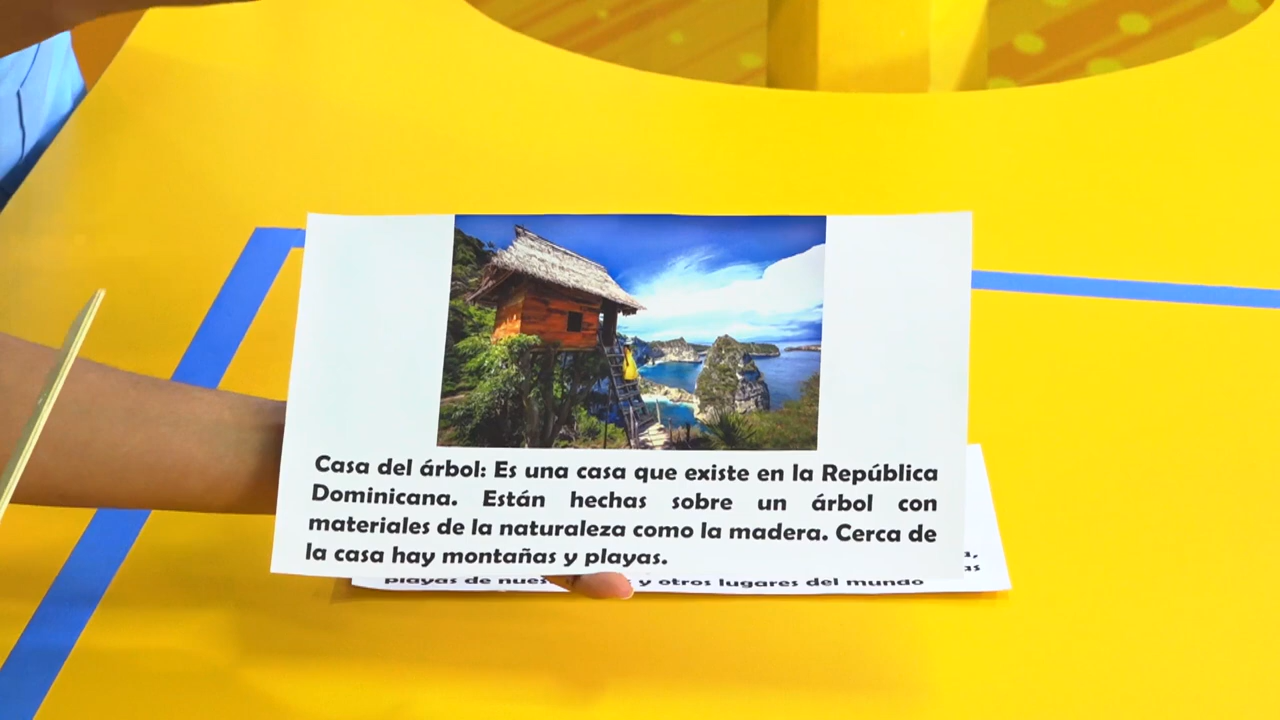 Casa del árbol: Es una casa que existe en la República
Dominicana. Están hechas sobre un árbol con
materiales de la naturaleza como la madera. Cerca de
la casa hay montañas y playas.
playas de y otros lugares del mundo